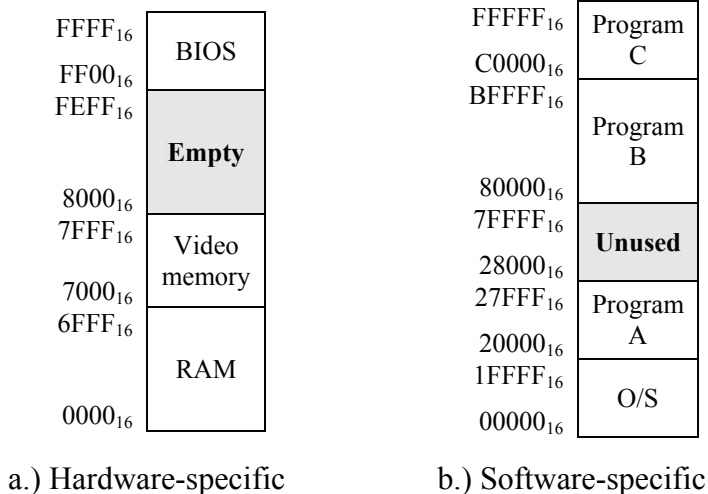 FFFF₁₆
BIOS
FF00₁₆
FEFF₁₆
Empty
8000₁₆
7FFF₁₆
Video
memory
7000₁₆
6FFF₁₆
RAM
0000₁₆
a.) Hardware-specific
FFFFF₁₆
Program
C
C0000₁₆
BFFFF₁₆
Program
B
80000₁₆
7FFFF₁₆
Unused
28000₁₆
27FFF₁₆
Program
A
20000₁₆
1FFFF₁₆
O/S
00000₁₆
b.) Software-specific